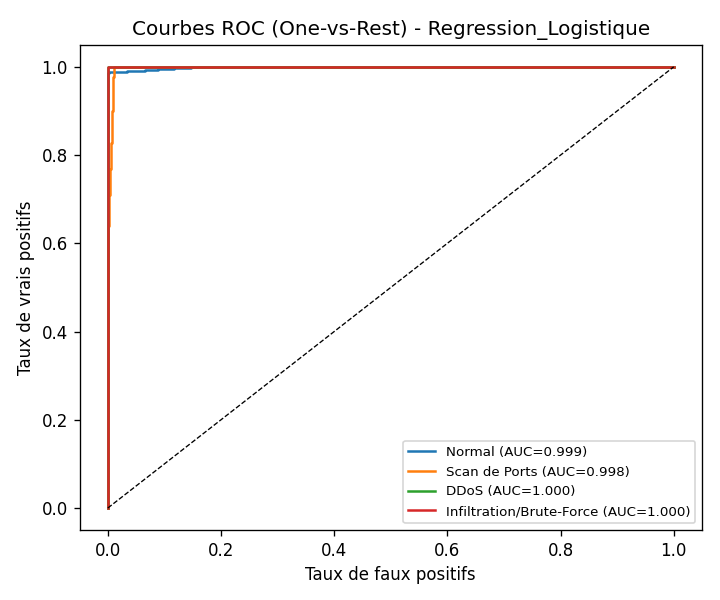 Courbes ROC (One-vs-Rest) - Regression_Logistique
Taux de vrais positifs
1.0
0.8
0.6
0.4
0.2
0.0
Normal (AUC=0.999)
Scan de Ports (AUC=0.998)
DDoS (AUC=1.000)
Infiltration/Brute-Force (AUC=1.000)
0.0 0.2 0.4 0.6 0.8 1.0
Taux de faux positifs